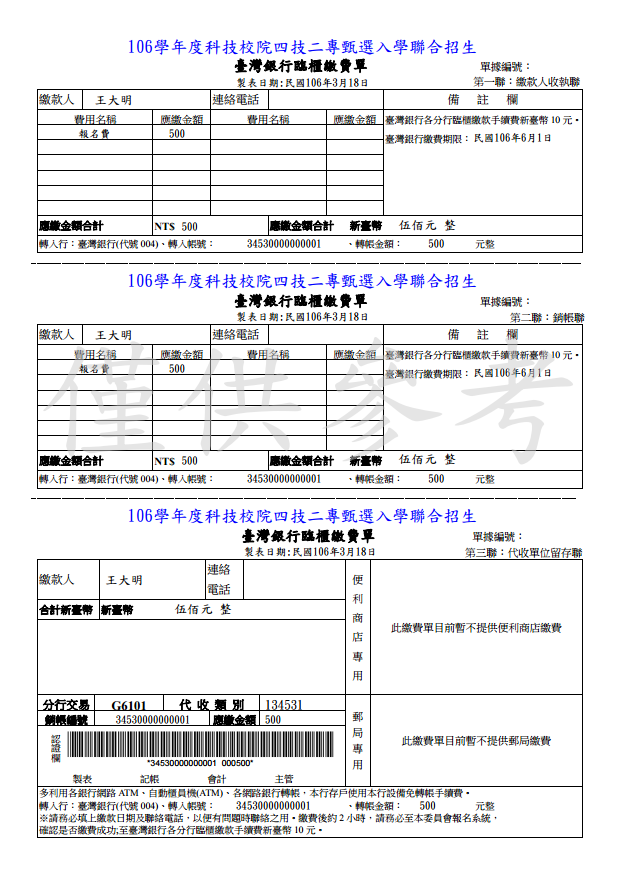 106學年度科技校院四技二專甄選入學聯合招生
臺灣銀行臨櫃繳費單
單據編號：
製表日期:民國106年3月18日
第一聯：繳款人收執聯
繳款人 王大明 連絡電話 備 註 欄
費用名稱 應繳金額 費用名稱 應繳金額 臺灣銀行各分行臨櫃繳款手續費新臺幣 10 元。
報名費 500 臺灣銀行繳費期限：民國106年6月1日
應繳金額合計 NT$ 500 應繳金額合計 新臺幣 伍佰元 整
轉入行：臺灣銀行(代號 004)、轉入帳號： 34530000000001 、轉帳金額： 500 元整
106學年度科技校院四技二專甄選入學聯合招生
臺灣銀行臨櫃繳費單
單據編號：
製表日期:民國106年3月18日
第二聯：銷帳聯
繳款人 王大明 連絡電話 備 註 欄
費用名稱 應繳金額 費用名稱 應繳金額 臺灣銀行各分行臨櫃繳款手續費新臺幣 10 元。
報名費 500 臺灣銀行繳費期限：民國106年6月1日
僅供參考
應繳金額合計 NT$ 500 應繳金額合計 新臺幣 伍佰元 整
轉入行：臺灣銀行(代號 004)、轉入帳號： 34530000000001 、轉帳金額： 500 元整
106學年度科技校院四技二專甄選入學聯合招生
臺灣銀行臨櫃繳費單
單據編號：
製表日期:民國106年3月18日
第三聯：代收單位留存聯
繳款人 王大明 連絡電話
便利商店專用 此繳費單目前暫不提供便利商店繳費
合計新臺幣 新臺幣 伍佰元 整
分行交易 G6101 代 收 類 別 134531
銷帳編號 34530000000001 應繳金額 500
郵局專用 此繳費單目前暫不提供郵局繳費
認證欄
*34530000000001 000500*
製表 記帳 會計 主管
多利用各銀行網路 ATM、自動櫃員機(ATM)、各網路銀行轉帳，本行存戶使用本行設備免轉帳手續費。
轉入行：臺灣銀行(代號 004)、轉入帳號： 34530000000001 、轉帳金額： 500 元整
※請務必填上繳款日期及聯絡電話，以便有問題時聯絡之用。繳費後約 2 小時，請務必至本委員會報名系統，
確認是否繳費成功;至臺灣銀行各分行臨櫃繳款手續費新臺幣 10 元。